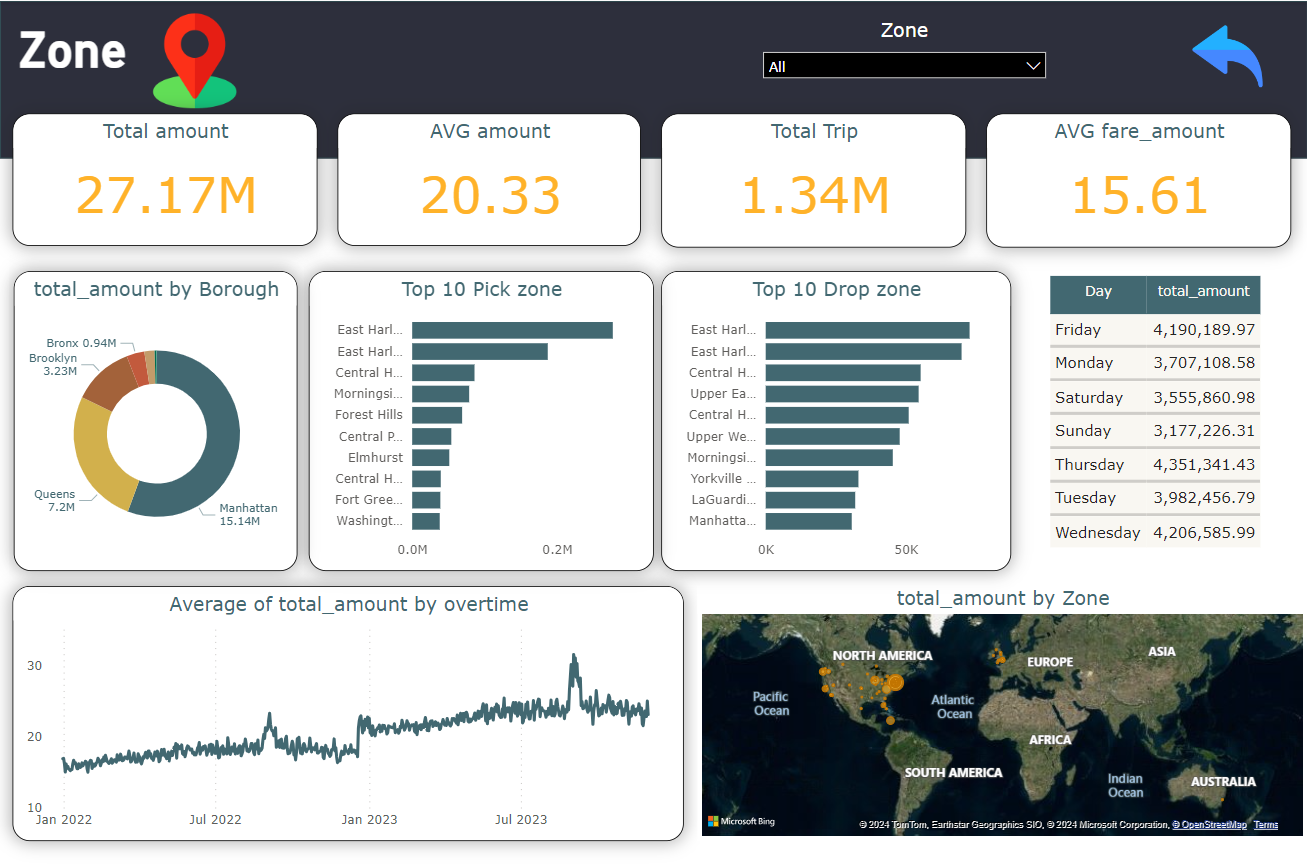 Zone
Zone
All
Total amount
27.17M
AVG amount
20.33
Total Trip
1.34M
AVG fare_amount
15.61
total_amount by Borough
Bronx 0.94M
Brooklyn
3.23M
Queens
7.2M
Manhattan
15.14M
Top 10 Pick zone
East Harl...
East Harl...
Central H...
Morningsi...
Forest Hills
Central P...
Elmhurst
Central H...
Fort Gree...
Washingt...
0.0M 0.2M
Top 10 Drop zone
East Harl...
East Harl...
Central H...
Upper Ea...
Central H...
Upper We...
Morningsi...
Yorkville ...
LaGuardi...
Manhatta...
0K 50K
Day total_amount
Friday 4,190,189.97
Monday 3,707,108.58
Saturday 3,555,860.98
Sunday 3,177,226.31
Thursday 4,351,341.43
Tuesday 3,982,456.79
Wednesday 4,206,585.99
Average of total_amount by overtime
30
20
10
Jan 2022 Jul 2022 Jan 2023 Jul 2023
total_amount by Zone
NORTH AMERICA
EUROPE
ASIA
Pacific
Ocean
Atlantic
Ocean
AFRICA
SOUTH AMERICA
Indian
Ocean
AUSTRALIA
Microsoft Bing
© 2024 TomTom, Earthstar Geographics SIO, © 2024 Microsoft Corporation, © OpenStreetMap Terms